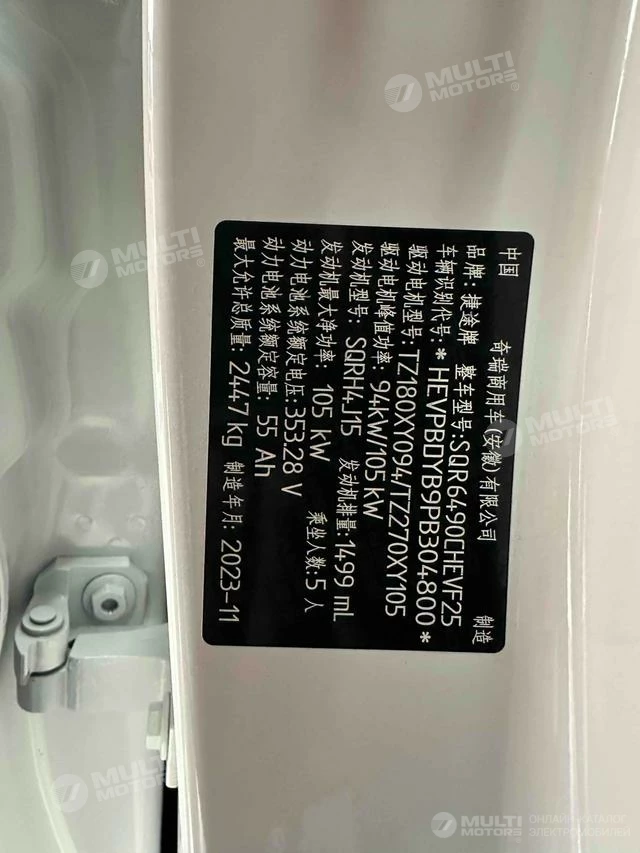 MULTI
MOTORS®
MULTI
MOTORS
中国 奇瑞商用车(安徽)有限公司 制造
品牌: 捷途牌 整车型号:SQR6490CHEVF25
车辆识别代号:*HEVPBDYB9PB304800*
驱动电机型号:TZ180XY094/TZ270XY105
驱动电机峰值功率: 94kW/105kW
发动机型号: SQRH4J15 发动机排量:1499 mL
发动机最大净功率: 105 kW 乘坐人数:5人
动力电池系统额定电压:353.28 V
动力电池系统额定容量: 55 Ah
最大允许总质量: 2447 kg 制造年月: 2023-11
MULTI
MOTORS
MULTI
MOTORS
MULTI
MOTORS
ОНЛАЙН-КАТАЛОГ
ЭЛЕКТРОМОБИЛЕЙ